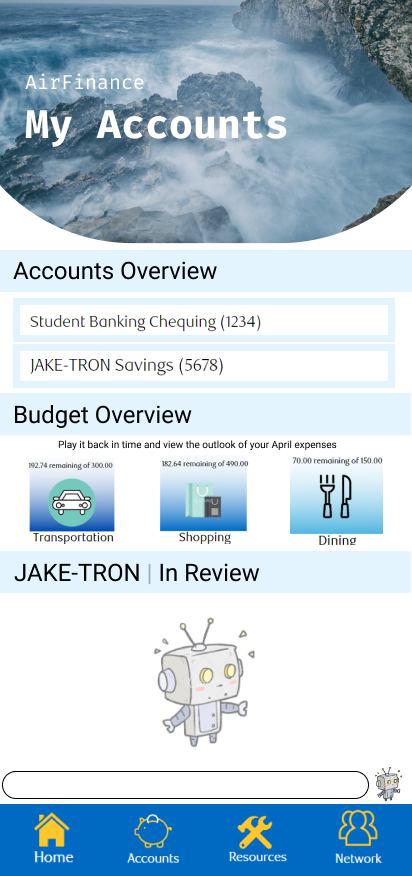 AirFinance
My Accounts
Accounts Overview
Student Banking Chequing (1234)
JAKE-TRON Savings (5678)
Budget Overview
Play it back in time and view the outlook of your April expenses
192.74 remaining of 300.00
182.64 remaining of 490.00
70.00 remaining of 150.00
Transportation
Shopping
Dining
JAKE-TRON | In Review
Home
Accounts
Resources
Network